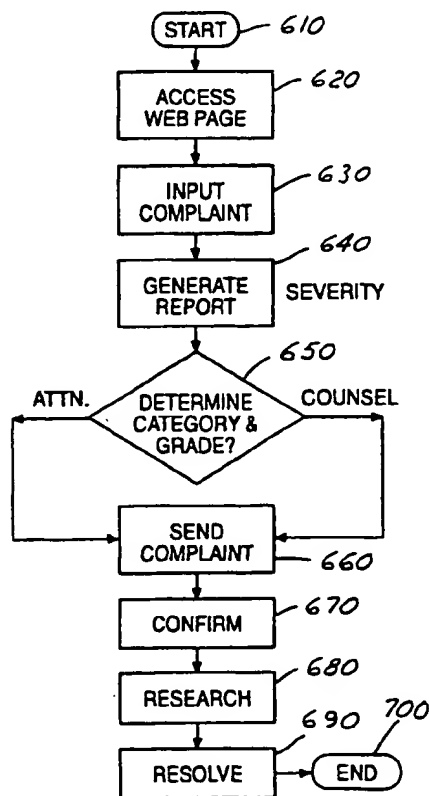 START
610
ACCESS
WEB PAGE
620
INPUT
COMPLAINT
630
GENERATE
REPORT
640
SEVERITY
650
ATTN.
DETERMINE
CATEGORY &
GRADE?
COUNSEL
SEND
COMPLAINT
660
CONFIRM
670
RESEARCH
680
RESOLVE
690
END
700